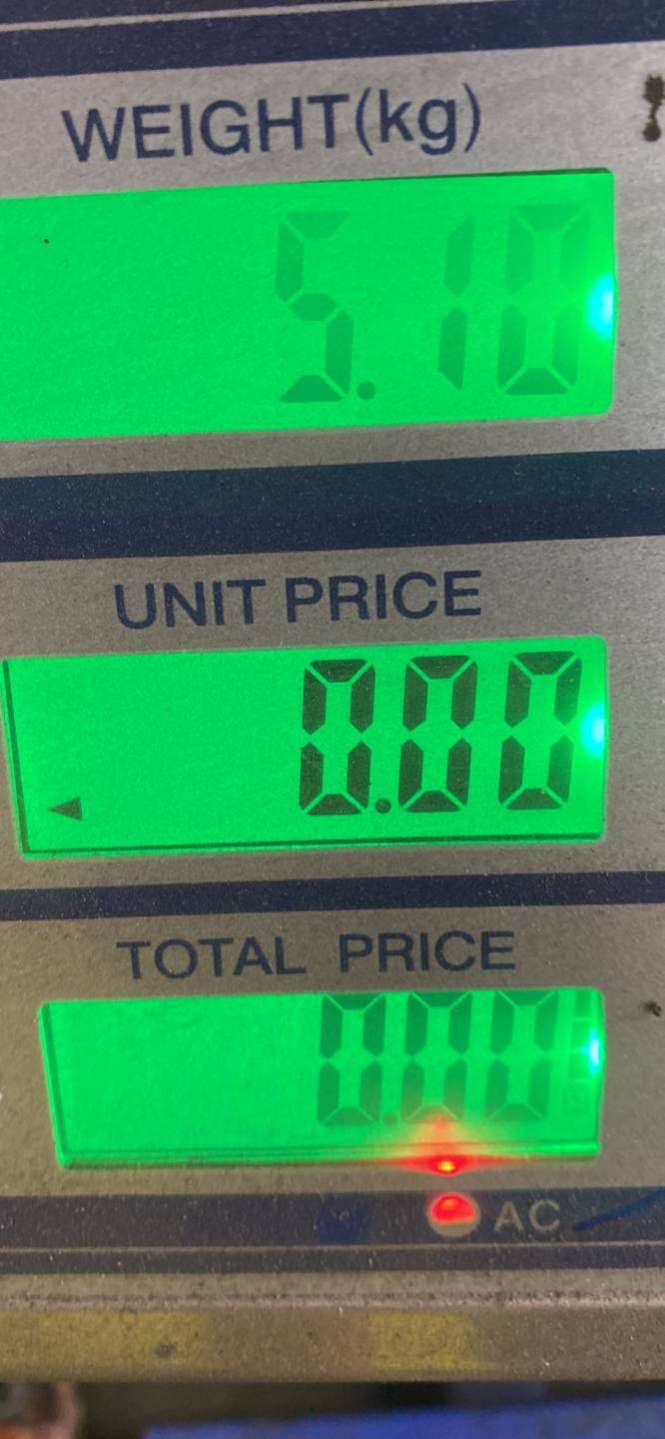 WEIGHT(kg)
5.10
UNIT PRICE
0.00
TOTAL PRICE
0.00
AC